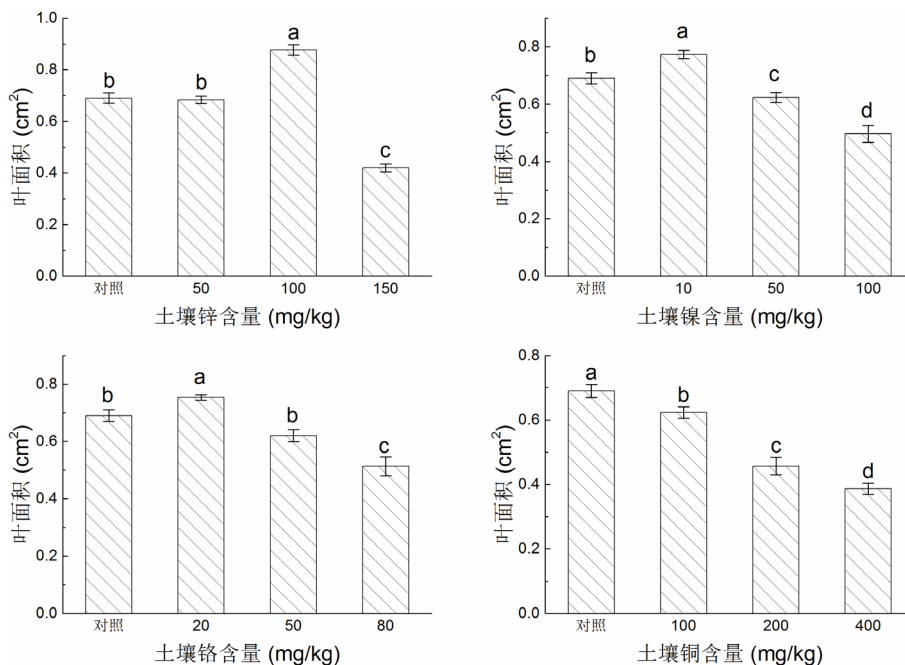 1.0
0.8
0.6
0.4
0.2
0.0
叶面积 (cm²)
b
b
a
c
对照 50 100 150
土壤锌含量 (mg/kg)
0.8
0.6
0.4
0.2
0.0
叶面积 (cm²)
b
a
c
d
对照 10 50 100
土壤镍含量 (mg/kg)
0.8
0.6
0.4
0.2
0.0
叶面积 (cm²)
b
a
b
c
对照 20 50 80
土壤铬含量 (mg/kg)
0.8
0.6
0.4
0.2
0.0
叶面积 (cm²)
a
b
c
d
对照 100 200 400
土壤铜含量 (mg/kg)